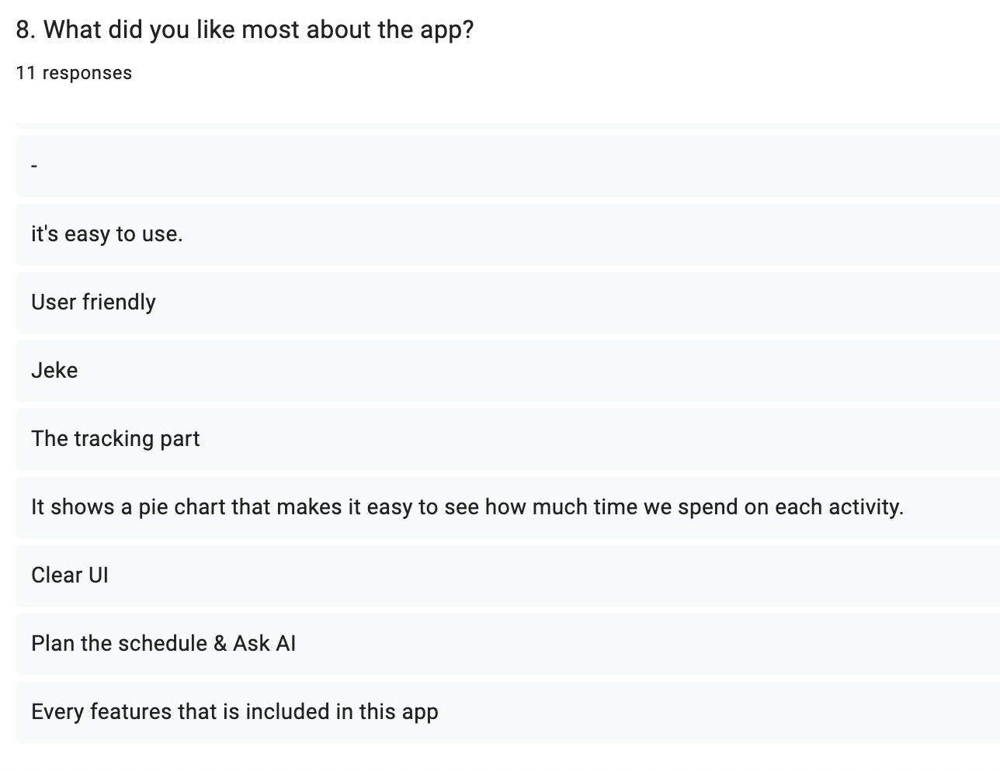 8. What did you like most about the app?
11 responses
-
it's easy to use.
User friendly
Jeke
The tracking part
It shows a pie chart that makes it easy to see how much time we spend on each activity.
Clear UI
Plan the schedule & Ask AI
Every features that is included in this app